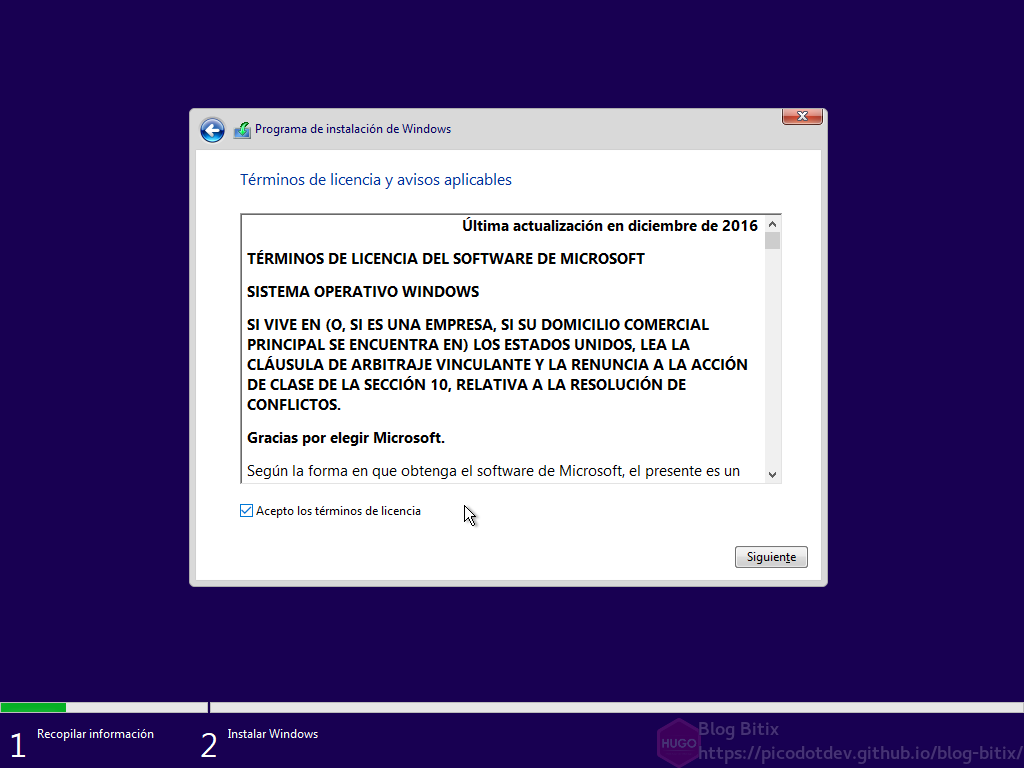 Programa de instalación de Windows
Términos de licencia y avisos aplicables
Última actualización en diciembre de 2016
TÉRMINOS DE LICENCIA DEL SOFTWARE DE MICROSOFT
SISTEMA OPERATIVO WINDOWS
SI VIVE EN (O, SI ES UNA EMPRESA, SI SU DOMICILIO COMERCIAL
PRINCIPAL SE ENCUENTRA EN) LOS ESTADOS UNIDOS, LEA LA
CLÁUSULA DE ARBITRAJE VINCULANTE Y LA RENUNCIA A LA ACCIÓN
DE CLASE DE LA SECCIÓN 10, RELATIVA A LA RESOLUCIÓN DE
CONFLICTOS.
Gracias por elegir Microsoft.
Según la forma en que obtenga el software de Microsoft, el presente es un
Acepto los términos de licencia
Siguiente
1 Recopilar información
2 Instalar Windows
HUGO
Blog Bitix
https://picodotdev.github.io/blog-bitix/